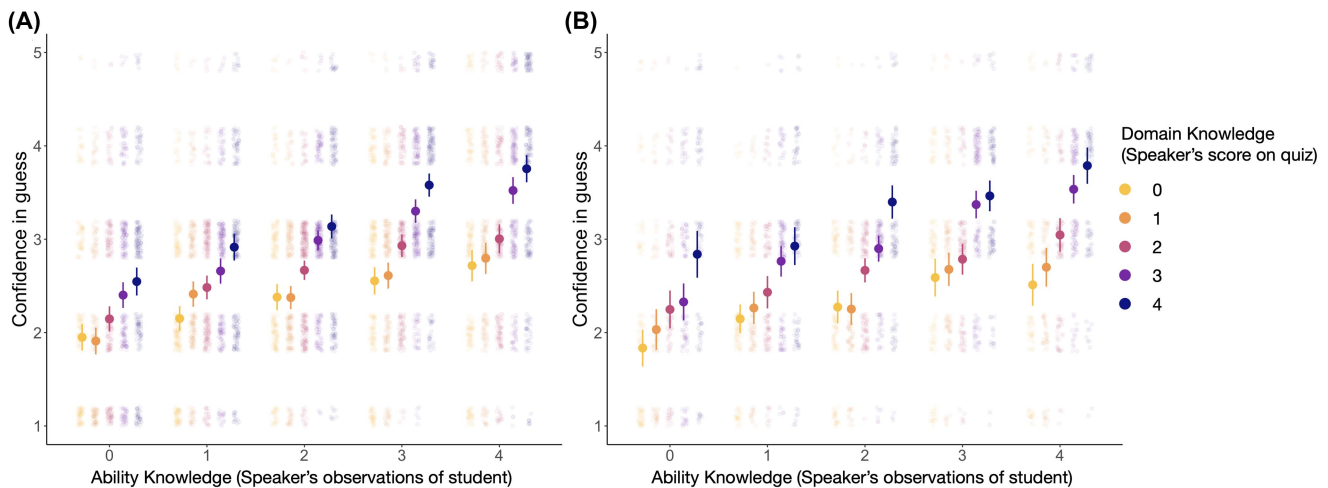 (A)
5
4
3
2
1
Confidence in guess
0 1 2 3 4
Ability Knowledge (Speaker's observations of student)
(B)
5
4
3
2
1
Confidence in guess
0 1 2 3 4
Ability Knowledge (Speaker's observations of student)
Domain Knowledge
(Speaker's score on quiz)
0
1
2
3
4